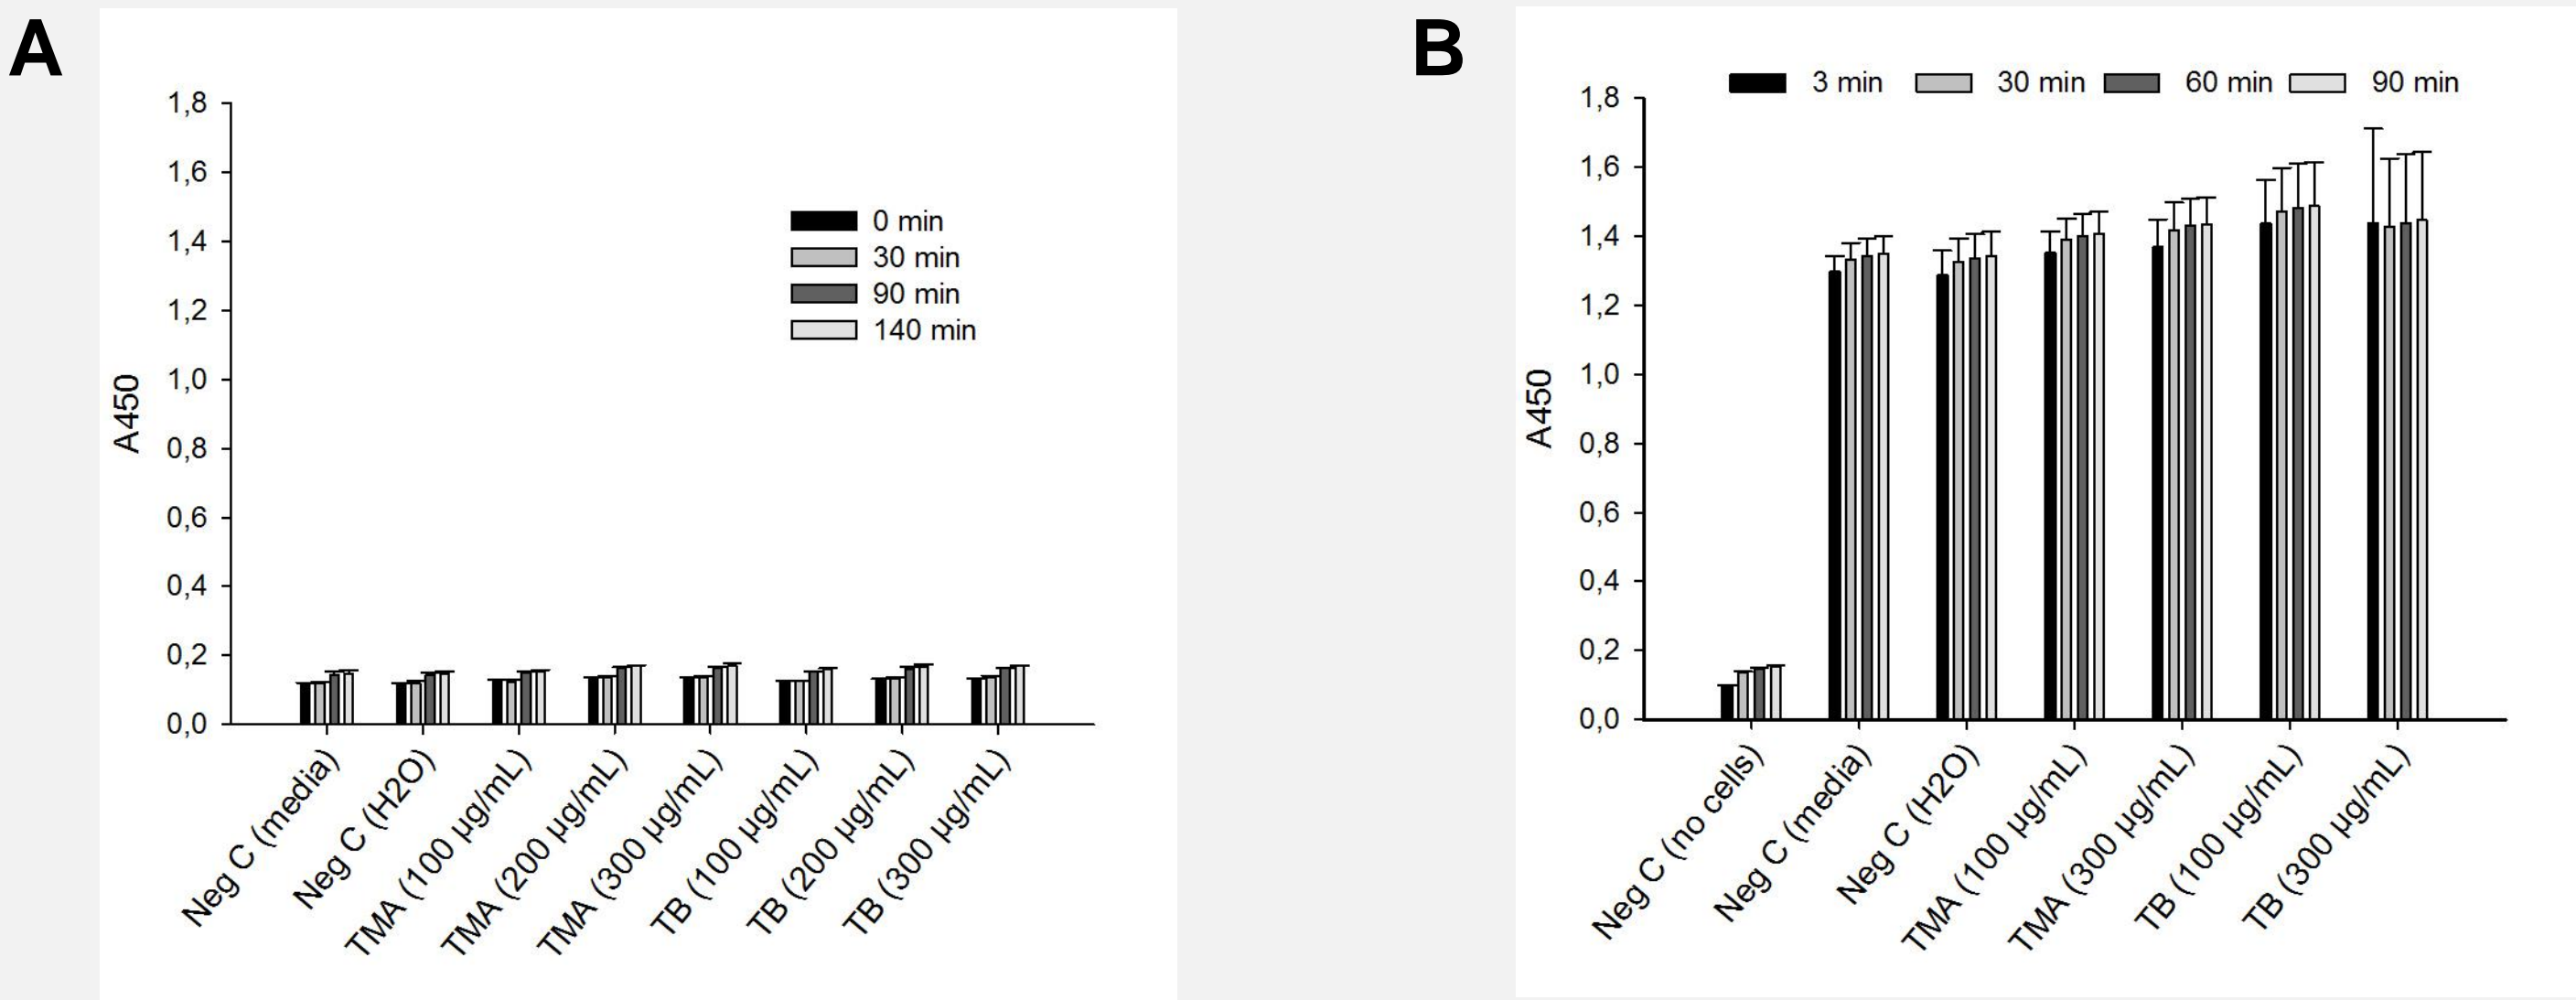 A
1,8
1,6
1,4
1,2
1,0
0,8
0,6
0,4
0,2
0,0
A450
0 min
30 min
90 min
140 min
Neg C (media)
Neg C (H2O)
TMA (100 µg/mL)
TMA (200 µg/mL)
TMA (300 µg/mL)
TB (100 µg/mL)
TB (200 µg/mL)
TB (300 µg/mL)
B
3 min 30 min 60 min 90 min
1,8
1,6
1,4
1,2
1,0
0,8
0,6
0,4
0,2
0,0
A450
Neg C (no cells)
Neg C (media)
Neg C (H2O)
TMA (100 µg/mL)
TMA (300 µg/mL)
TB (100 µg/mL)
TB (300 µg/mL)